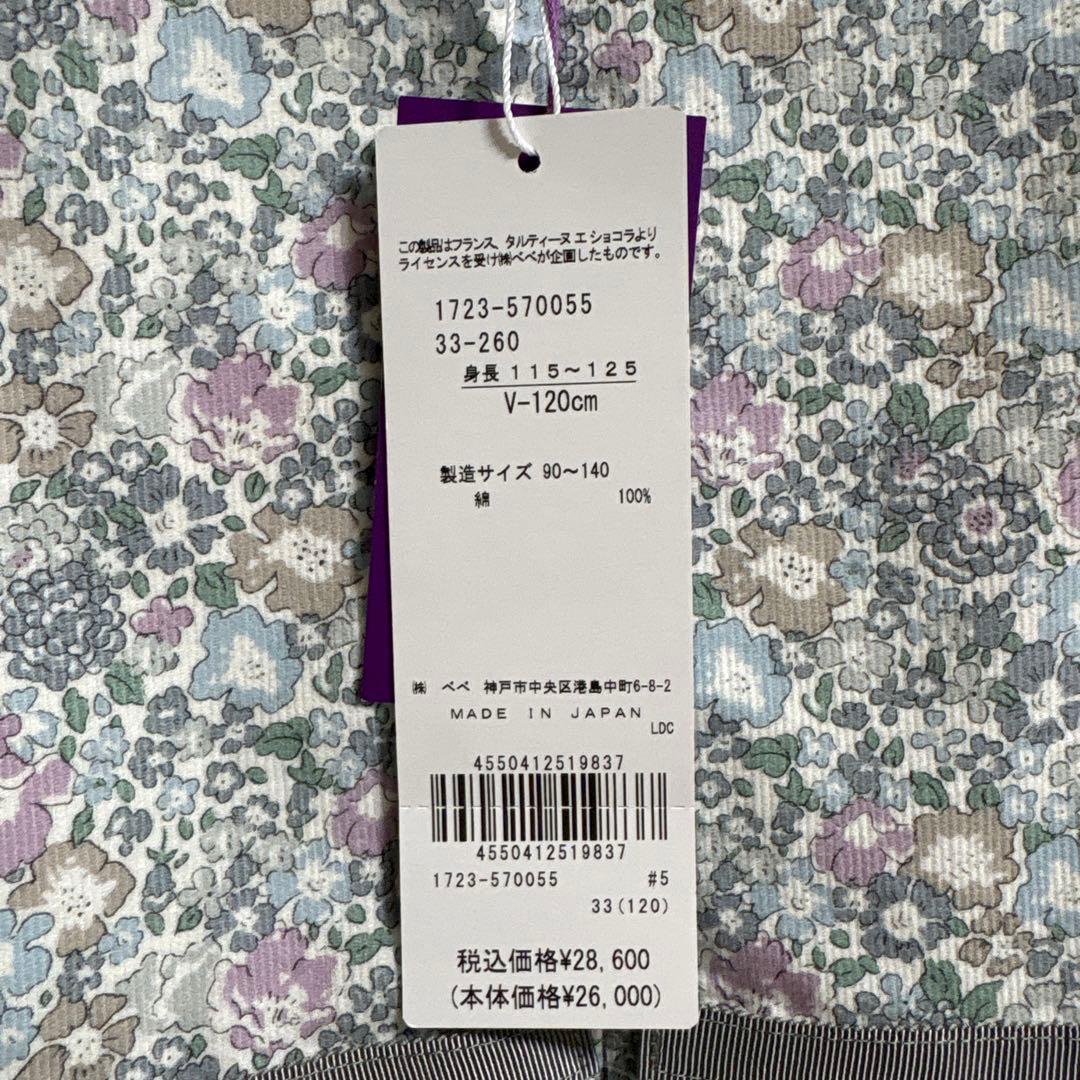 この製品はフランス、タルティーヌ エ ショコラより
ライセンスを受け㈱べべが企画したものです。
1723-570055
33-260
身長 115～125
V-120cm
製造サイズ 90～140
綿 100%
㈱ べべ 神戸市中央区港島中町6-8-2
MADE IN JAPAN
LDC
4550412519837
4550412519837
1723-570055 #5
33(120)
税込価格¥28,600
(本体価格¥26,000)